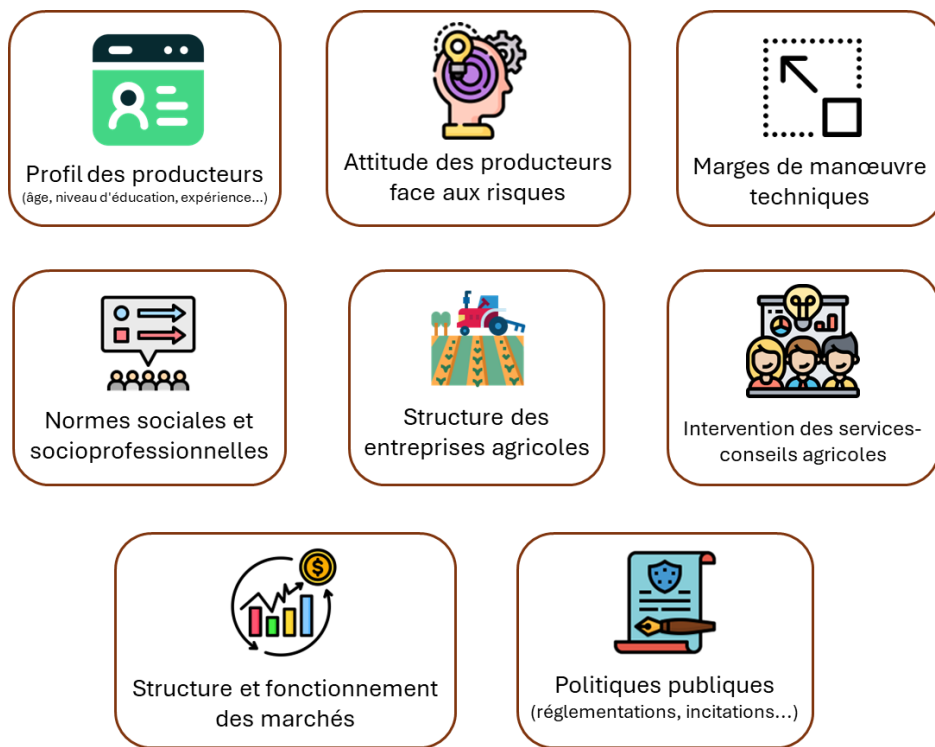 Profil des producteurs
(âge, niveau d'éducation, expérience...)
Attitude des producteurs
face aux risques
Marges de manœuvre
techniques
Normes sociales et
socioprofessionnelles
Structure des
entreprises agricoles
Intervention des services-
conseils agricoles
Structure et fonctionnement
des marchés
Politiques publiques
(réglementations, incitations...)